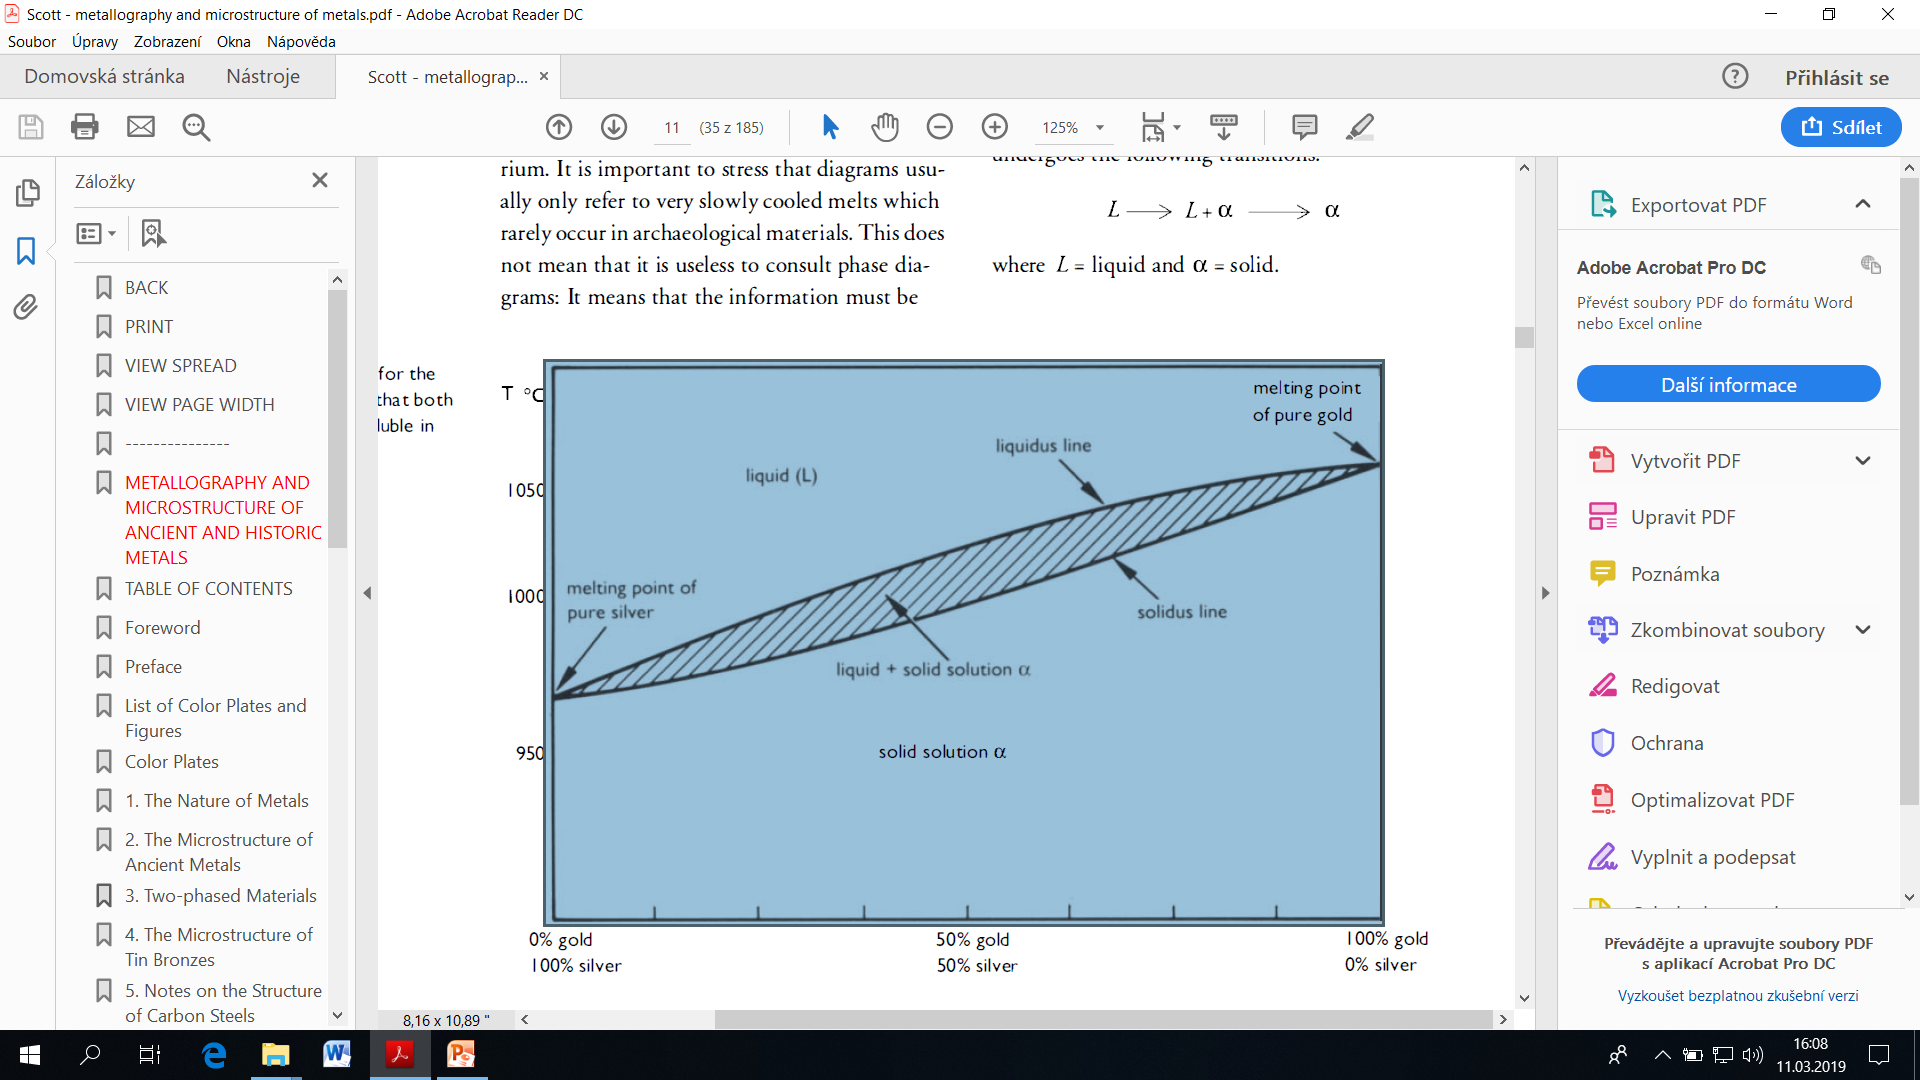 Scott - metallography and microstructure of metals.pdf - Adobe Acrobat Reader DC
Soubor Úpravy Zobrazení Okna Nápověda
Domovská stránka Nástroje Scott - metallograp... Přihlásit se
11 (35 z 185) 125% Sdílet
Záložky
BACK
PRINT
VIEW SPREAD
VIEW PAGE WIDTH
---------------
METALLOGRAPHY AND
MICROSTRUCTURE OF
ANCIENT AND HISTORIC
METALS
TABLE OF CONTENTS
Foreword
Preface
List of Color Plates and
Figures
Color Plates
1. The Nature of Metals
2. The Microstructure of
Ancient Metals
3. Two-phased Materials
4. The Microstructure of
Tin Bronzes
5. Notes on the Structure
of Carbon Steels
rium. It is important to stress that diagrams usu-
ally only refer to very slowly cooled melts which
rarely occur in archaeological materials. This does
not mean that it is useless to consult phase dia-
grams: It means that the information must be
undergoes the following transitions:
L → L + α → α
where L = liquid and α = solid.
for the
that both
luble in
T °C
1050
1000
950
melting point
of pure gold
liquidus line
liquid (L)
melting point of
pure silver
solidus line
liquid + solid solution α
solid solution α
0% gold
100% silver
50% gold
50% silver
100% gold
0% silver
8,16 x 10,89 "
Exportovat PDF
Adobe Acrobat Pro DC
Převést soubory PDF do formátu Word
nebo Excel online
Další informace
Vytvořit PDF
Upravit PDF
Poznámka
Zkombinovat soubory
Redigovat
Ochrana
Optimalizovat PDF
Vyplnit a podepsat
Převádějte a upravujte soubory PDF
s aplikací Acrobat Pro DC
Vyzkoušet bezplatnou zkušební verzi
16:08
11.03.2019